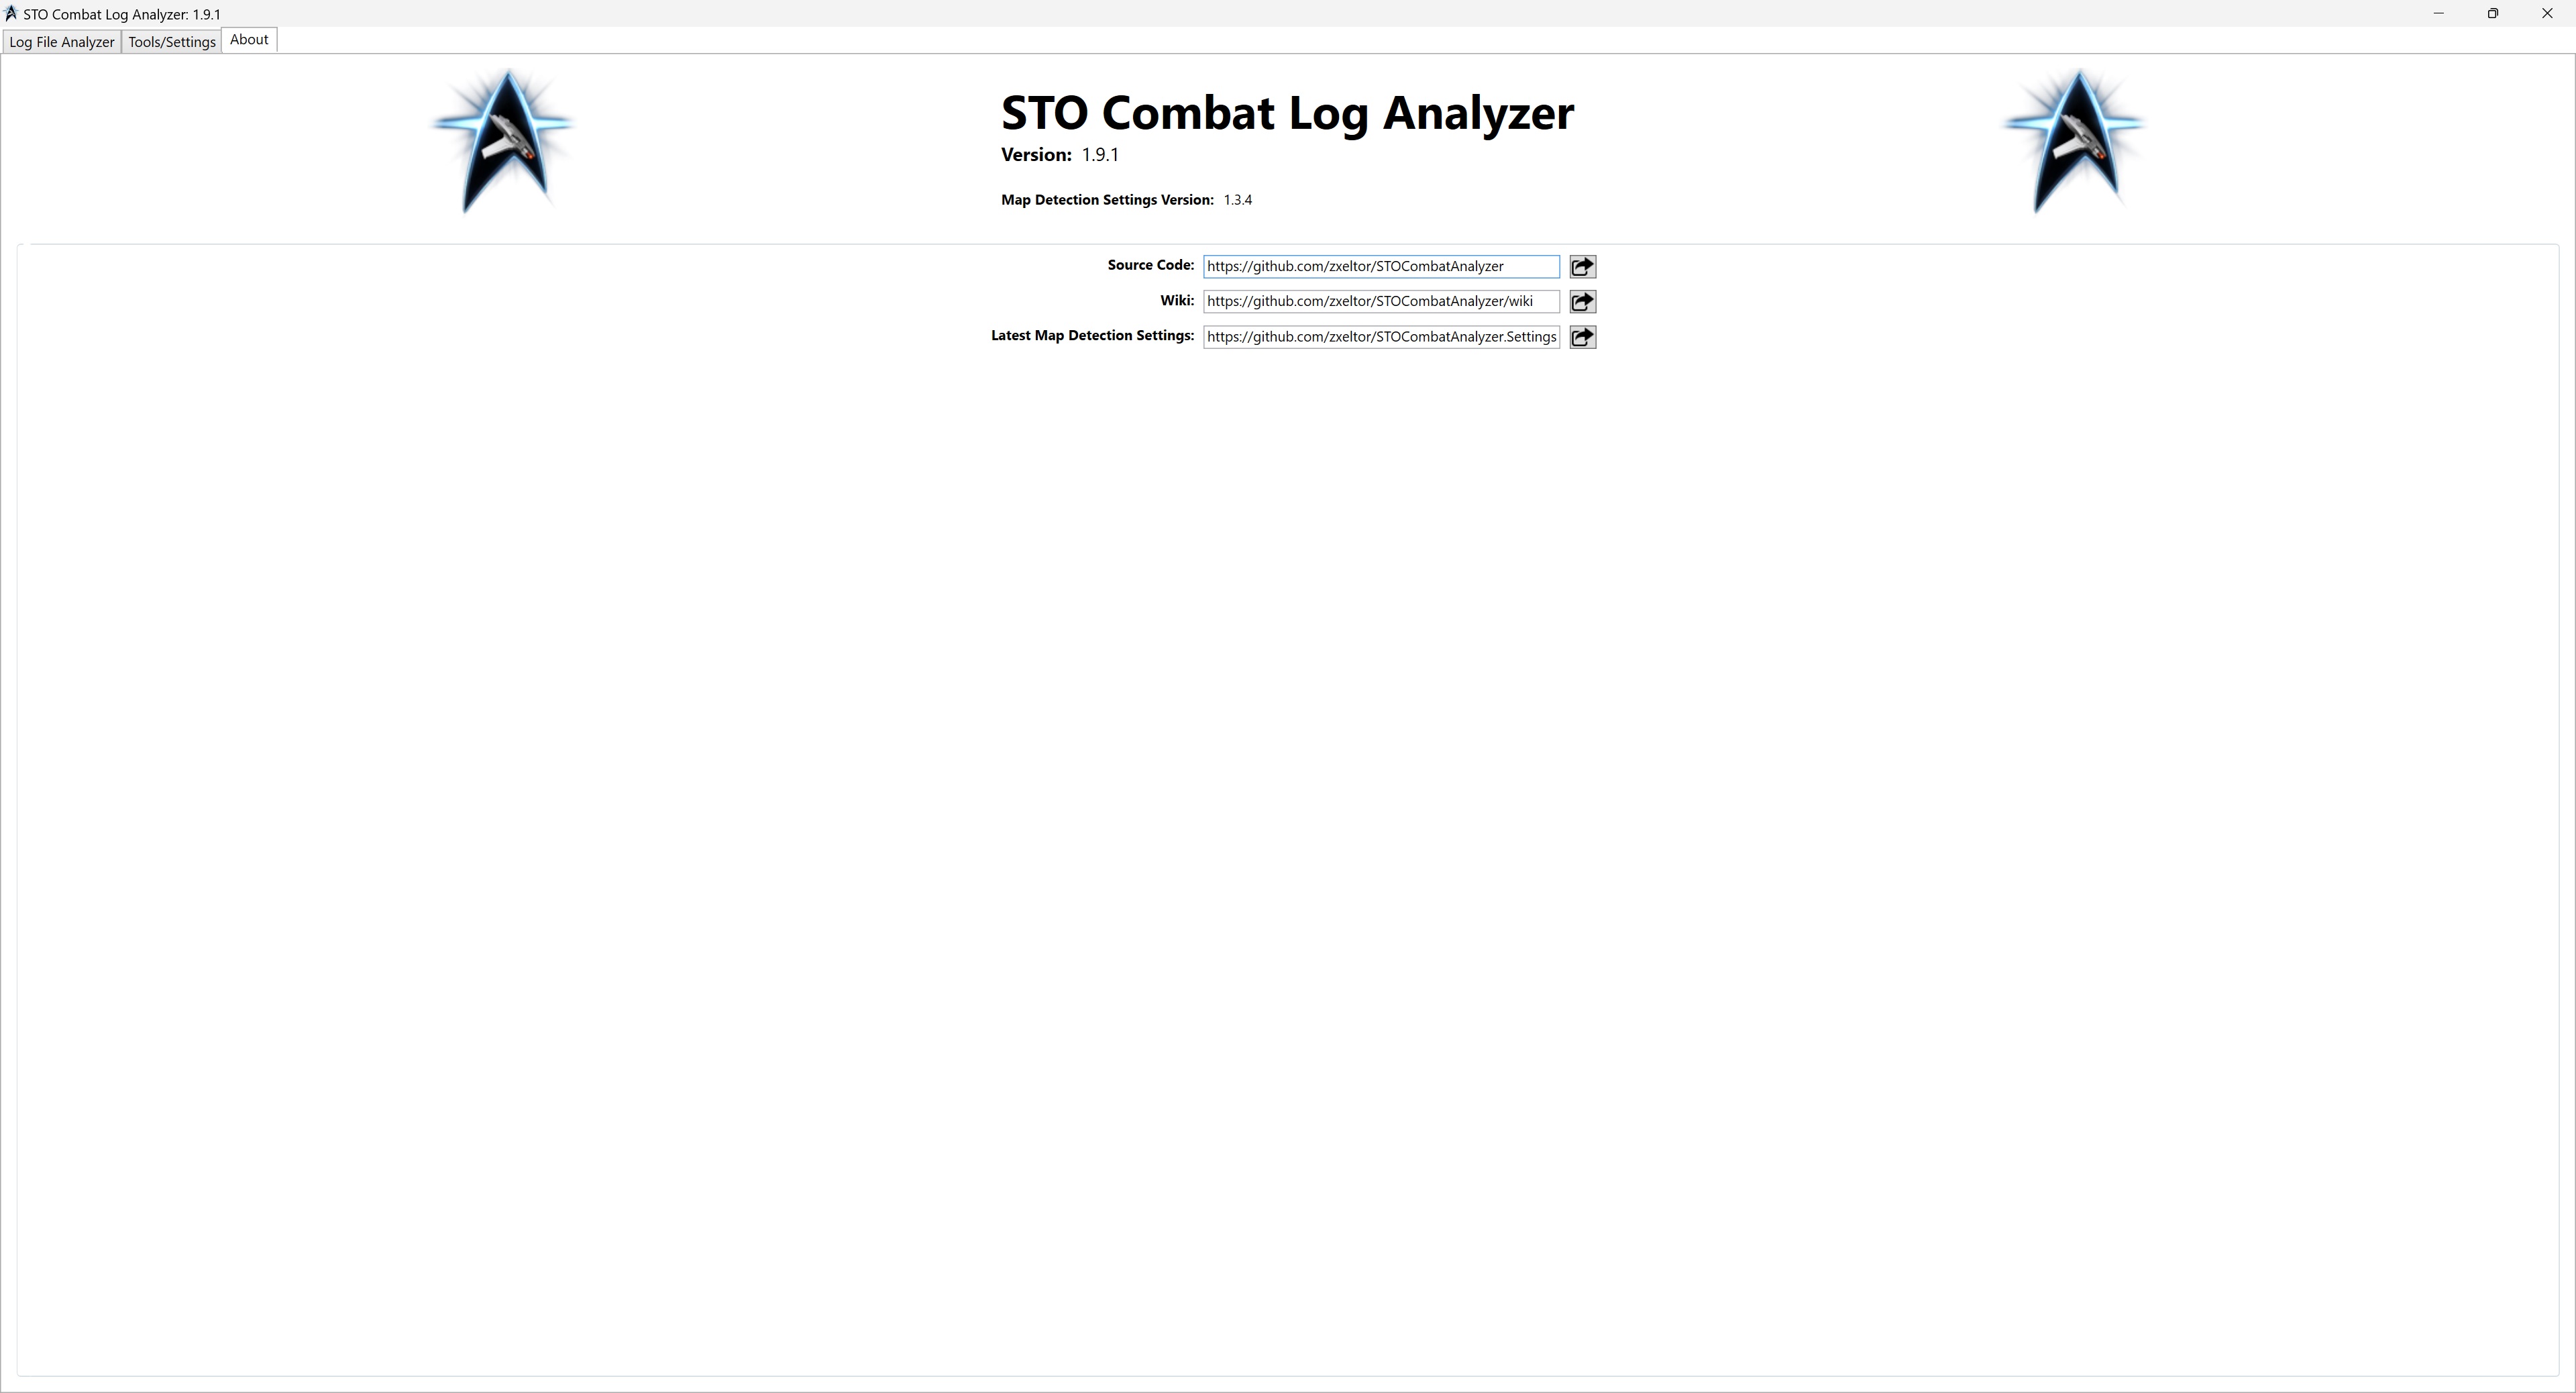 STO Combat Log Analyzer: 1.9.1
Log File Analyzer Tools/Settings About
STO Combat Log Analyzer
Version: 1.9.1
Map Detection Settings Version: 1.3.4
Source Code: https://github.com/zxeltor/STOCombatAnalyzer
Wiki: https://github.com/zxeltor/STOCombatAnalyzer/wiki
Latest Map Detection Settings: https://github.com/zxeltor/STOCombatAnalyzer.Settings